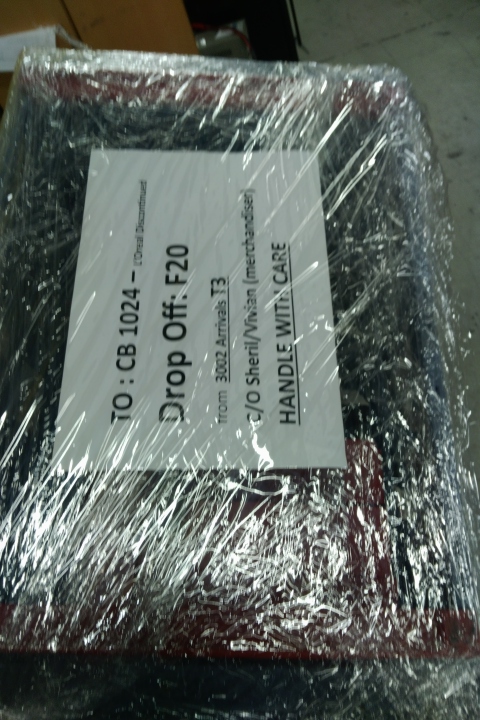 TO : CB 1024 – L'Oreal Discontinued
Drop Off: F20
from 3002 Arrivals T3
C/O Sheril/Vivian (merchandiser)
HANDLE WITH CARE